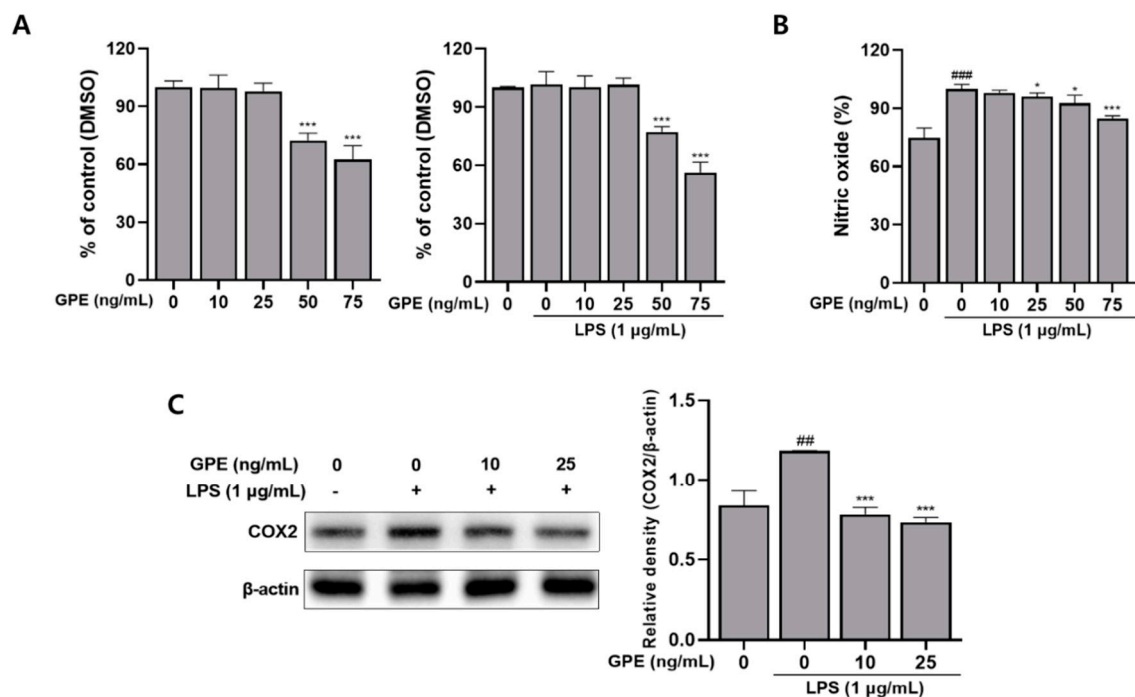 A
% of control (DMSO)
120
90
60
30
0
*** ***
GPE (ng/mL) 0 10 25 50 75
% of control (DMSO)
120
90
60
30
0
*** ***
GPE (ng/mL) 0 0 10 25 50 75
LPS (1 µg/mL)
B
Nitric oxide (%)
120
90
60
30
0
### * * ***
GPE (ng/mL) 0 0 10 25 50 75
LPS (1 µg/mL)
C
GPE (ng/mL) 0 0 10 25
LPS (1 µg/mL) - + + +
COX2
β-actin
Relative density (COX2/β-actin)
1.5
1.0
0.5
0.0
## *** ***
GPE (ng/mL) 0 0 10 25
LPS (1 µg/mL)